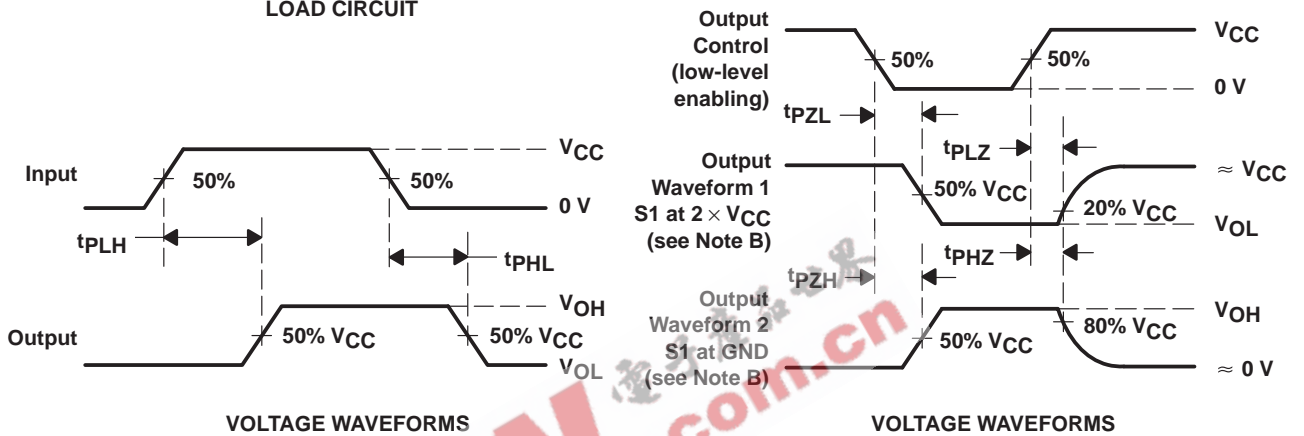 LOAD CIRCUIT
Input
50%
50%
VCC
0 V
tPLH
tPHL
Output
50% VCC
50% VCC
VOH
VOL
VOLTAGE WAVEFORMS
Output
Control
(low-level
enabling)
50%
50%
VCC
0 V
tPZL
tPLZ
Output
Waveform 1
S1 at 2 × VCC
(see Note B)
50% VCC
20% VCC
≈ VCC
VOL
tPZH
tPHZ
Output
Waveform 2
S1 at GND
(see Note B)
50% VCC
80% VCC
VOH
≈ 0 V
VOLTAGE WAVEFORMS
com.cn